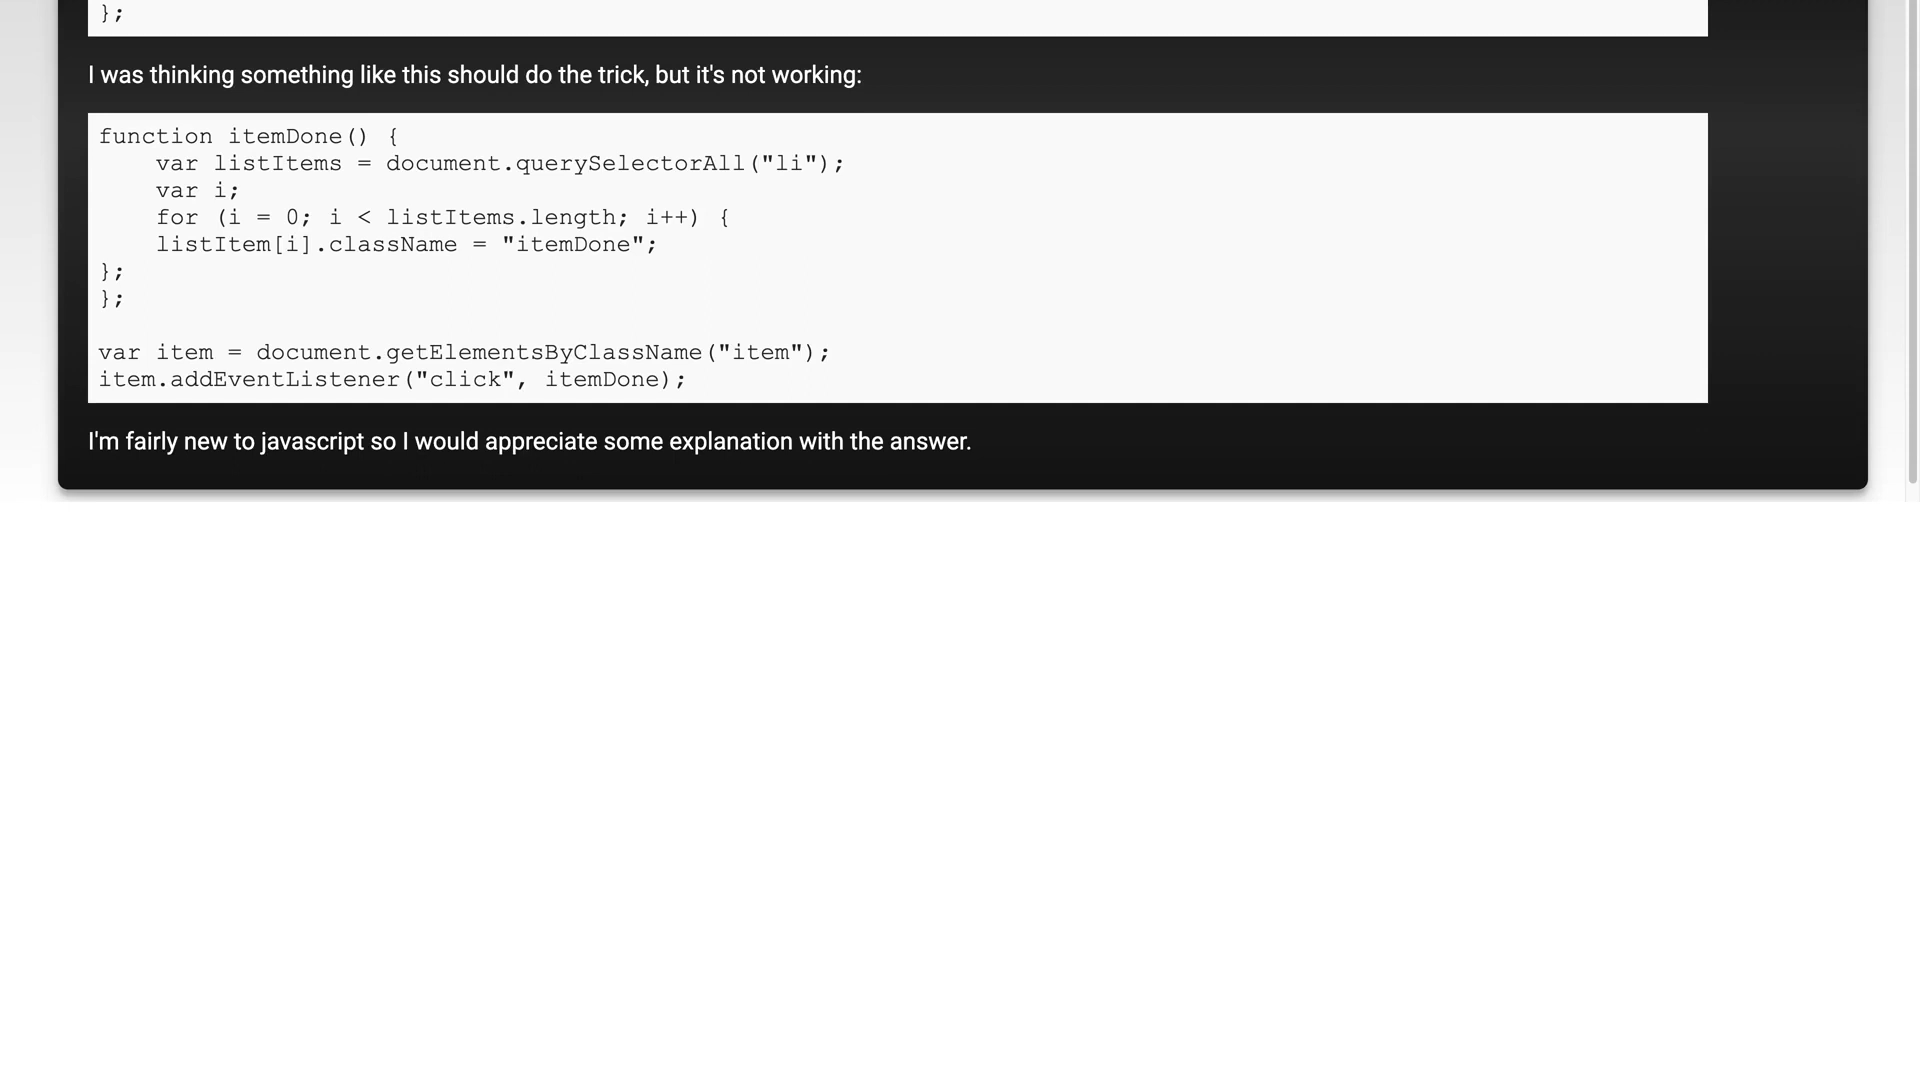 };
I was thinking something like this should do the trick, but it's not working:
function itemDone() {
    var listItems = document.querySelectorAll("li");
    var i;
    for (i = 0; i < listItems.length; i++) {
    listItem[i].className = "itemDone";
};
};

var item = document.getElementsByClassName("item");
item.addEventListener("click", itemDone);
I'm fairly new to javascript so I would appreciate some explanation with the answer.